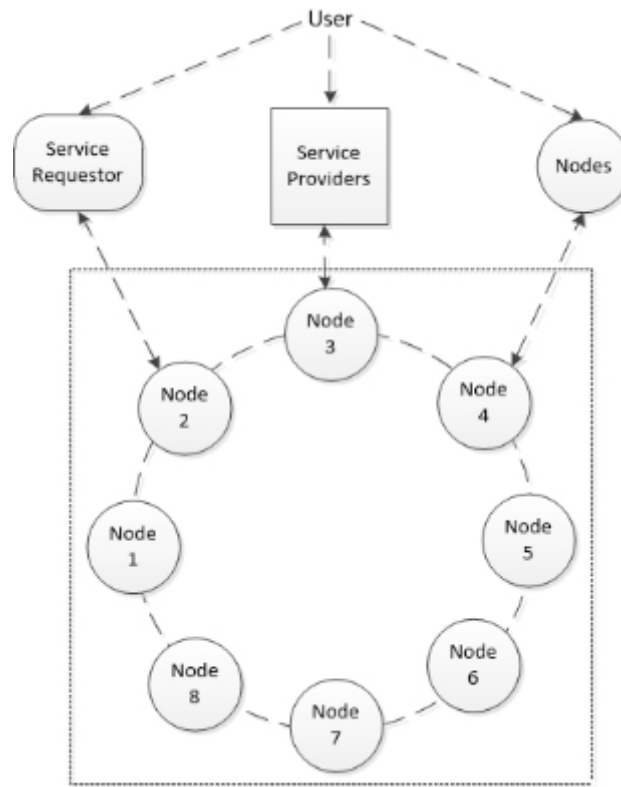 User
Service
Requestor
Service
Providers
Nodes
Node
3
Node
2
Node
4
Node
1
Node
5
Node
8
Node
6
Node
7